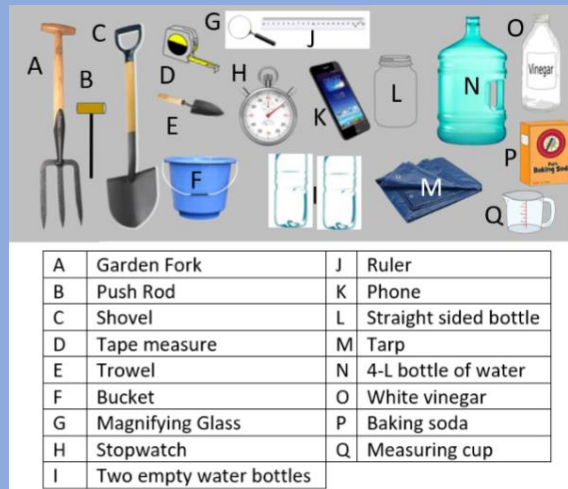 A
B
C
D
E
F
G
H
I
J
K
L
M
N
O
P
Q
Vinegar
Baking Soda
A Garden Fork J Ruler
B Push Rod K Phone
C Shovel L Straight sided bottle
D Tape measure M Tarp
E Trowel N 4-L bottle of water
F Bucket O White vinegar
G Magnifying Glass P Baking soda
H Stopwatch Q Measuring cup
I Two empty water bottles